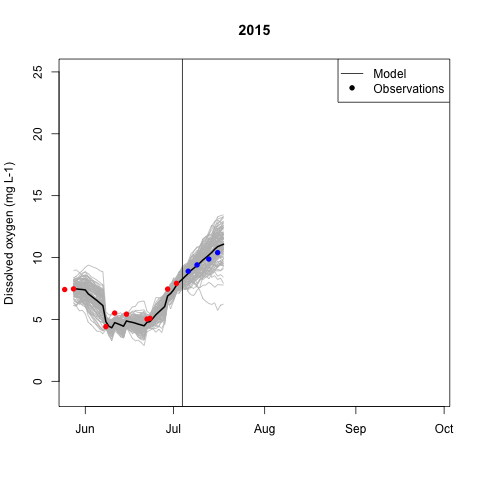 2015
Model
Observations
Dissolved oxygen (mg L-1)
25
20
15
10
5
0
Jun
Jul
Aug
Sep
Oct